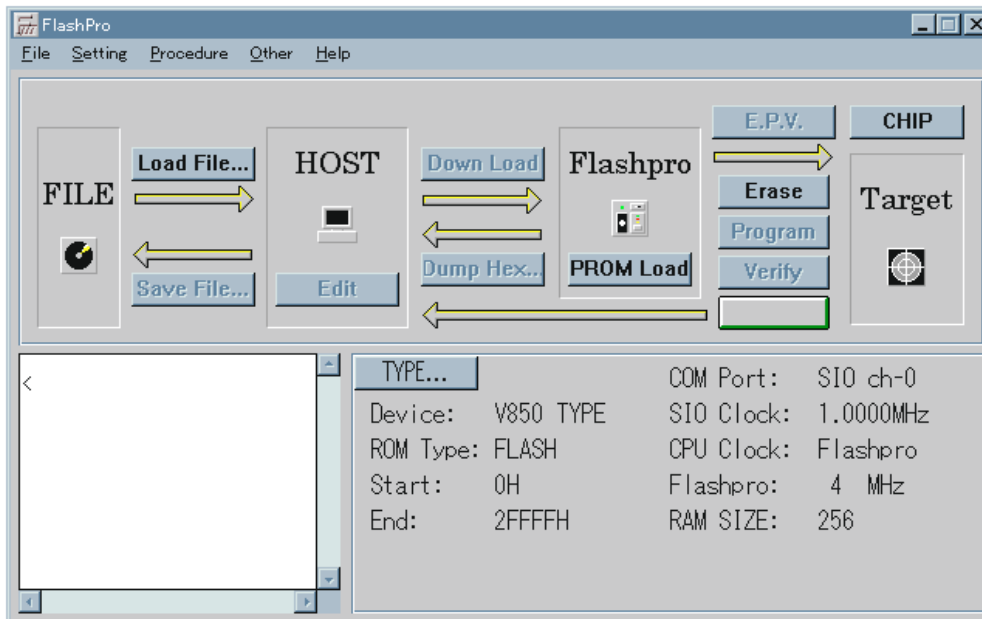 FlashPro
File Setting Procedure Other Help
E.P.V. CHIP
Load File... HOST Down Load Flashpro
FILE Erase Target
Program
Save File... Edit Dump Hex... PROM Load Verify
<
TYPE... COM Port: SIO ch-0
Device: V850 TYPE SIO Clock: 1.0000MHz
ROM Type: FLASH CPU Clock: Flashpro
Start: 0H Flashpro: 4 MHz
End: 2FFFFH RAM SIZE: 256